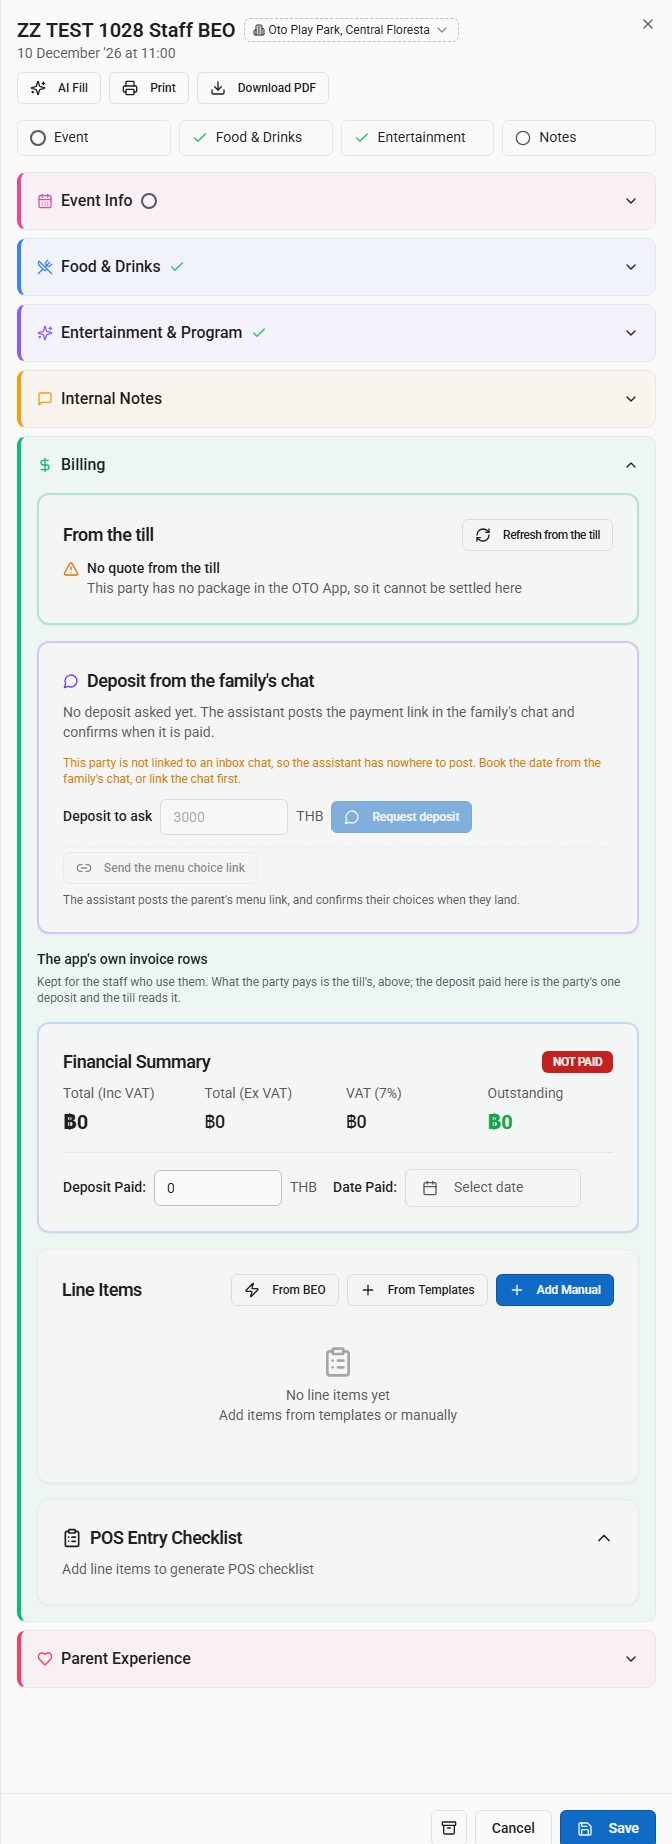 ZZ TEST 1028 Staff BEO
Oto Play Park, Central Floresta
10 December '26 at 11:00
AI Fill
Print
Download PDF
Event
Food & Drinks
Entertainment
Notes
Event Info
Food & Drinks
Entertainment & Program
Internal Notes
Billing
From the till
Refresh from the till
No quote from the till
This party has no package in the OTO App, so it cannot be settled here
Deposit from the family's chat
No deposit asked yet. The assistant posts the payment link in the family's chat and
confirms when it is paid.
This party is not linked to an inbox chat, so the assistant has nowhere to post. Book the date from the
family's chat, or link the chat first.
Deposit to ask
3000
THB
Request deposit
Send the menu choice link
The assistant posts the parent's menu link, and confirms their choices when they land.
The app's own invoice rows
Kept for the staff who use them. What the party pays is the till's, above; the deposit paid here is the party's one
deposit and the till reads it.
Financial Summary
NOT PAID
Total (Inc VAT)
Total (Ex VAT)
VAT (7%)
Outstanding
฿0
฿0
฿0
฿0
Deposit Paid:
0
THB
Date Paid:
Select date
Line Items
From BEO
From Templates
Add Manual
No line items yet
Add items from templates or manually
POS Entry Checklist
Add line items to generate POS checklist
Parent Experience
Cancel
Save